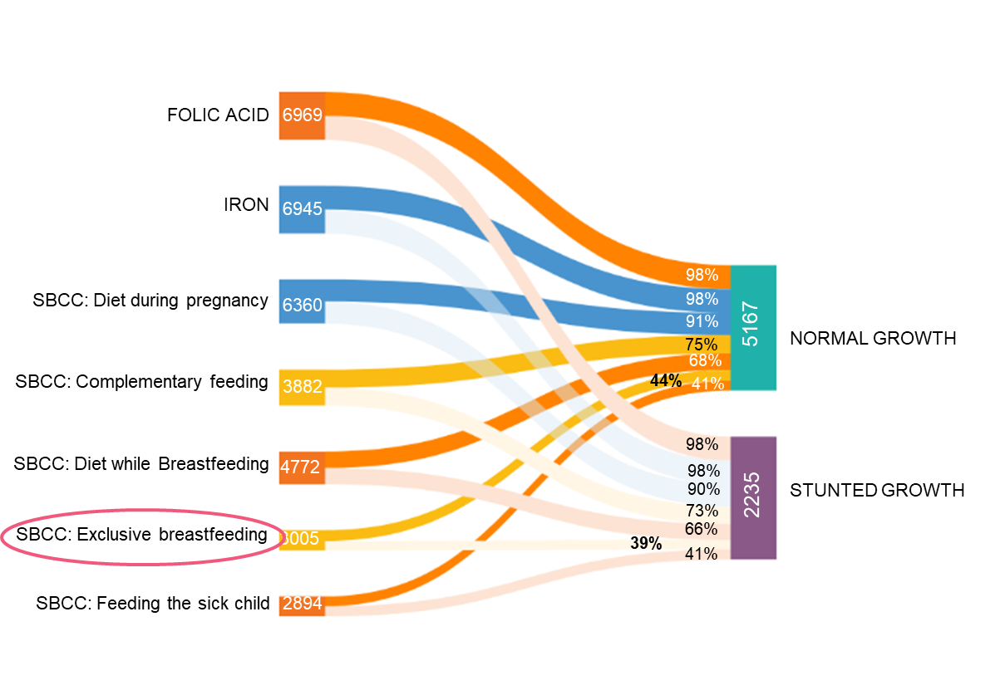 FOLIC ACID
6969
IRON
6945
SBCC: Diet during pregnancy
6360
SBCC: Complementary feeding
3882
SBCC: Diet while Breastfeeding
4772
SBCC: Exclusive breastfeeding
3005
SBCC: Feeding the sick child
2894
98%
98%
91%
75%
68%
44%
41%
5167
NORMAL GROWTH
98%
98%
90%
73%
66%
39%
41%
2235
STUNTED GROWTH